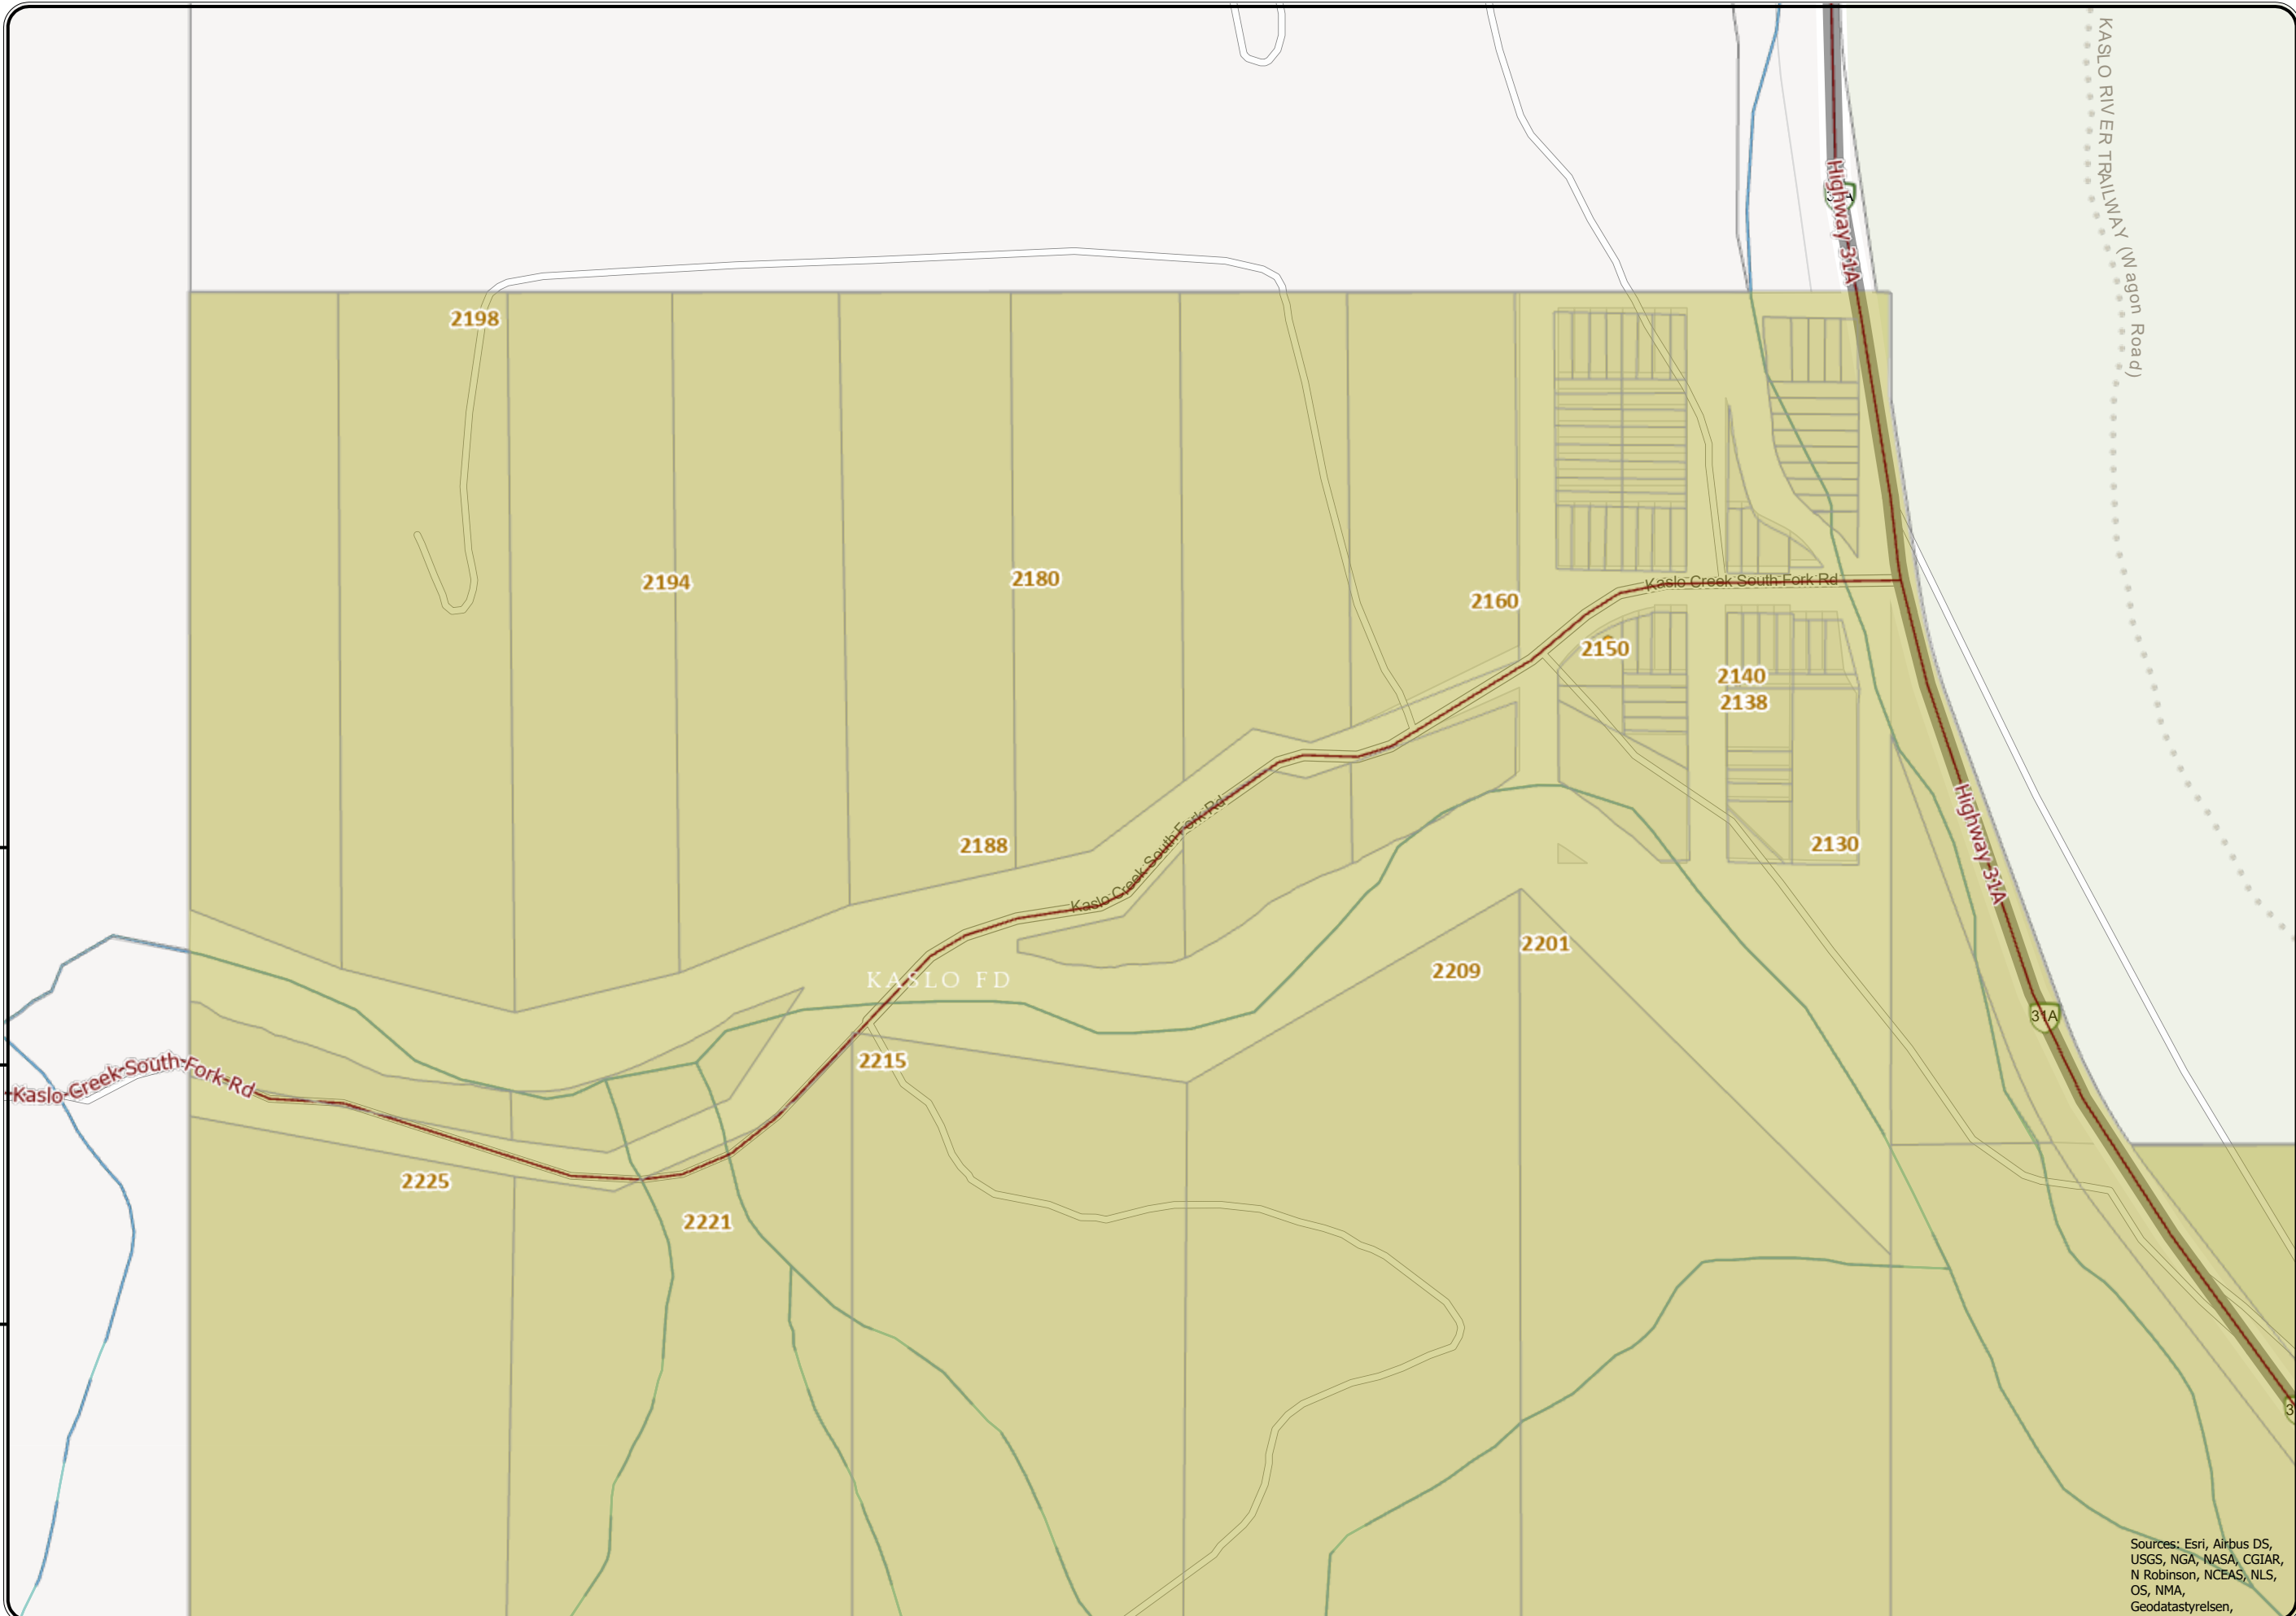 KASLO RIVER TRAILWAY (Wagon Road)
Highway 31A
2198
2194
2180
2160
Kaslo Creek South Fork Rd
2150
2140
2138
2188
Kaslo Creek South Fork Rd
2130
Highway 31A
2201
2209
KASLO FD
31A
2215
Kaslo Creek South Fork Rd
2225
2221
Sources: Esri, Airbus DS,
USGS, NGA, NASA, CGIAR,
N Robinson, NCEAS, NLS,
OS, NMA,
Geodatastyrelsen,